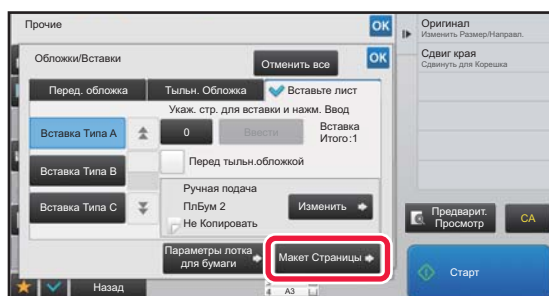 Прочие
OK
Обложки/Вставки
Отменить все
OK
Перед. обложка
Тыльн. Обложка
Вставьте лист
Укаж. стр. для вставки и нажм. Ввод
Вставка Типа A
0
Ввести
Вставка
Итого:1
Вставка Типа B
Перед тыльн.обложкой
Вставка Типа C
Ручная подача
ПлБум 2
Не Копировать
Изменить
Параметры лотка
для бумаги
Макет Страницы
Назад
A3
Оригинал
Изменить Размер/Направл.
Сдвиг края
Сдвинуть для Корешка
Предварит.
Просмотр
CA
Старт